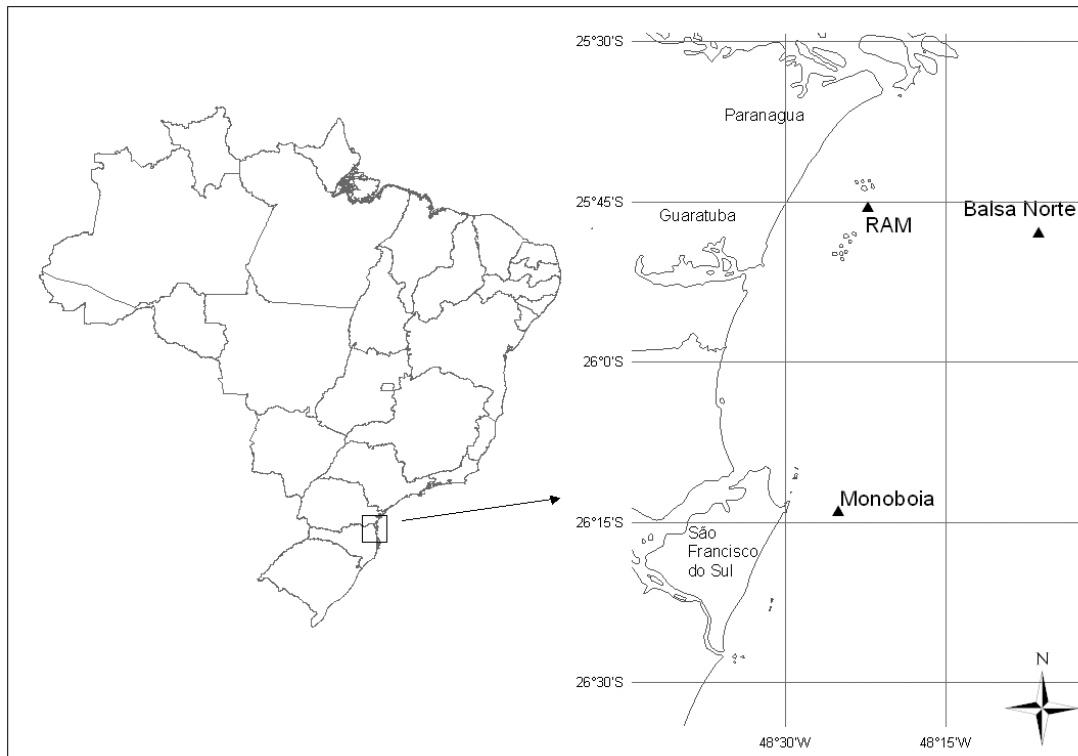 25°30'S
Paranagua
25°45'S
Guaratuba
RAM
Balsa Norte
26°0'S
Monoboia
26°15'S
São
Francisco
do Sul
26°30'S
N
48°30'W
48°15'W